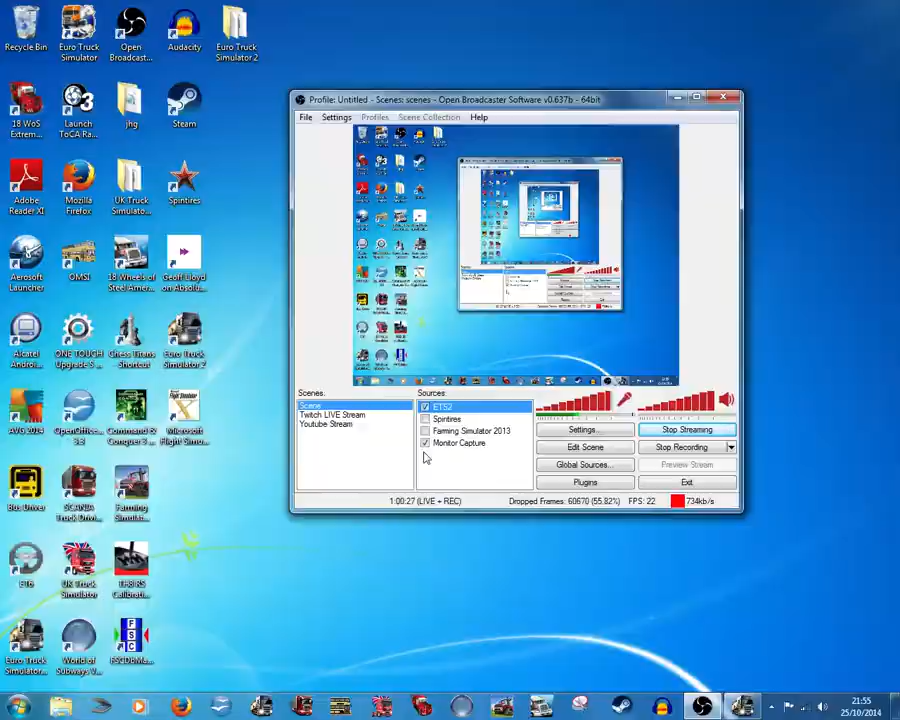 Recycle Bin
Euro Truck
Simulator
Open
Broadcast...
Audacity
Euro Truck
Simulator 2
18 WoS
Extrem...
Launch
ToCA Ra...
jhg
Steam
Adobe
Reader XI
Mozilla
Firefox
UK Truck
Simulato...
Spintires
Aerosoft
Launcher
OMSI
18 Wheels of
Steel Amer...
Geoff Lloyd
on Absolu...
Alcatel
Androi...
ONE TOUCH
Upgrade S...
Chess Titans
Shortcut
Euro Truck
Simulator 2
AVG 2014
OpenOffice...
3.3
Command &
Conquer 3...
Microsoft
Flight Simu...
Bus Driver
SCANIA
Truck Drivi...
Farming
Simulat...
ET6
UK Truck
Simulator
TH8 RS
Calibrati...
Euro Truck
Simulator...
World of
Subways V...
FSCDBMa...
Profile: Untitled - Scenes: scenes - Open Broadcaster Software v0.637b - 64bit
File Settings Profiles Scene Collection Help
Scenes:
Scene
Twitch LIVE Stream
Youtube Stream
Sources:
ETS2
Spintires
Farming Simulator 2013
Monitor Capture
Settings... Stop Streaming
Edit Scene Stop Recording
Global Sources... Preview Stream
Plugins Exit
1:00:27 (LIVE + REC) Dropped Frames: 60670 (55.82%) FPS: 22 734kb/s
21:55
25/10/2014